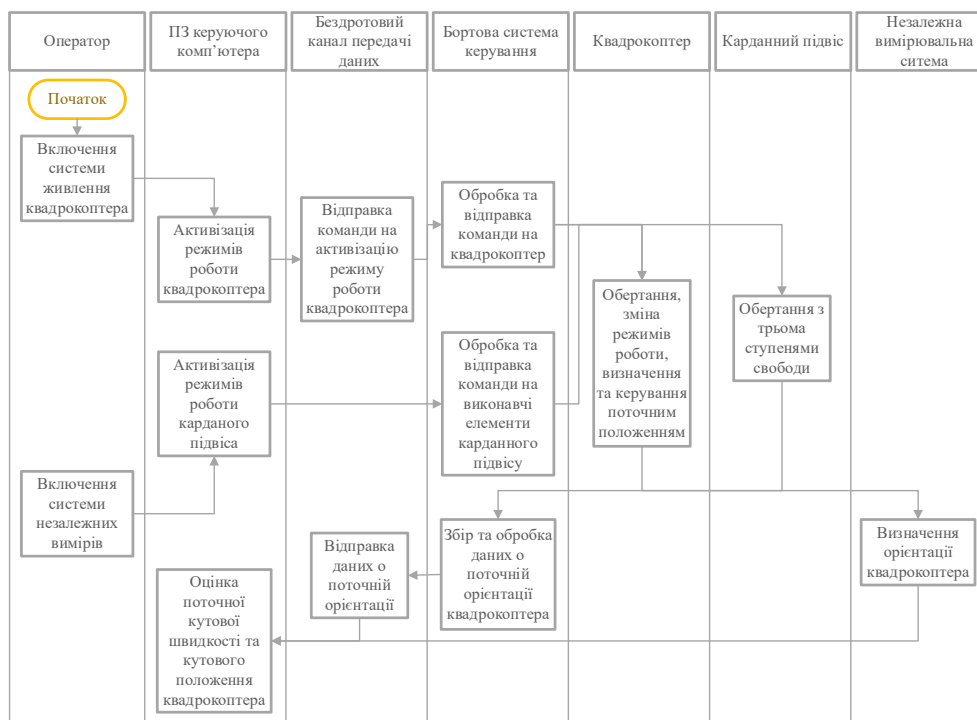 Оператор
ПЗ керуючого
комп’ютера
Бездротовий
канал передачі
даних
Бортова система
керування
Квадрокоптер
Карданний підвіс
Незалежна
вимірювальна
ситема
Початок
Включення
системи
живлення
квадрокоптера
Активізація
режимів
роботи
квадрокоптера
Відправка
команди на
активізацію
режиму
роботи
квадрокоптера
Обробка та
відправка
команди на
квадрокоптер
Обертання,
зміна
режимів
роботи,
визначення
та керування
поточним
положенням
Обертання з
трьома
ступенями
свободи
Активізація
режимів
роботи
карданого
підвіса
Обробка та
відправка
команди на
виконавчі
елементи
карданного
підвісу
Включення
системи
незалежних
вимірів
Оцінка
поточної
кутової
швидкості та
кутового
положення
квадрокоптера
Відправка
даних о
поточній
орієнтації
Збір та обробка
даних о
поточній
орієнтації
квадрокоптера
Визначення
орієнтації
квадрокоптера